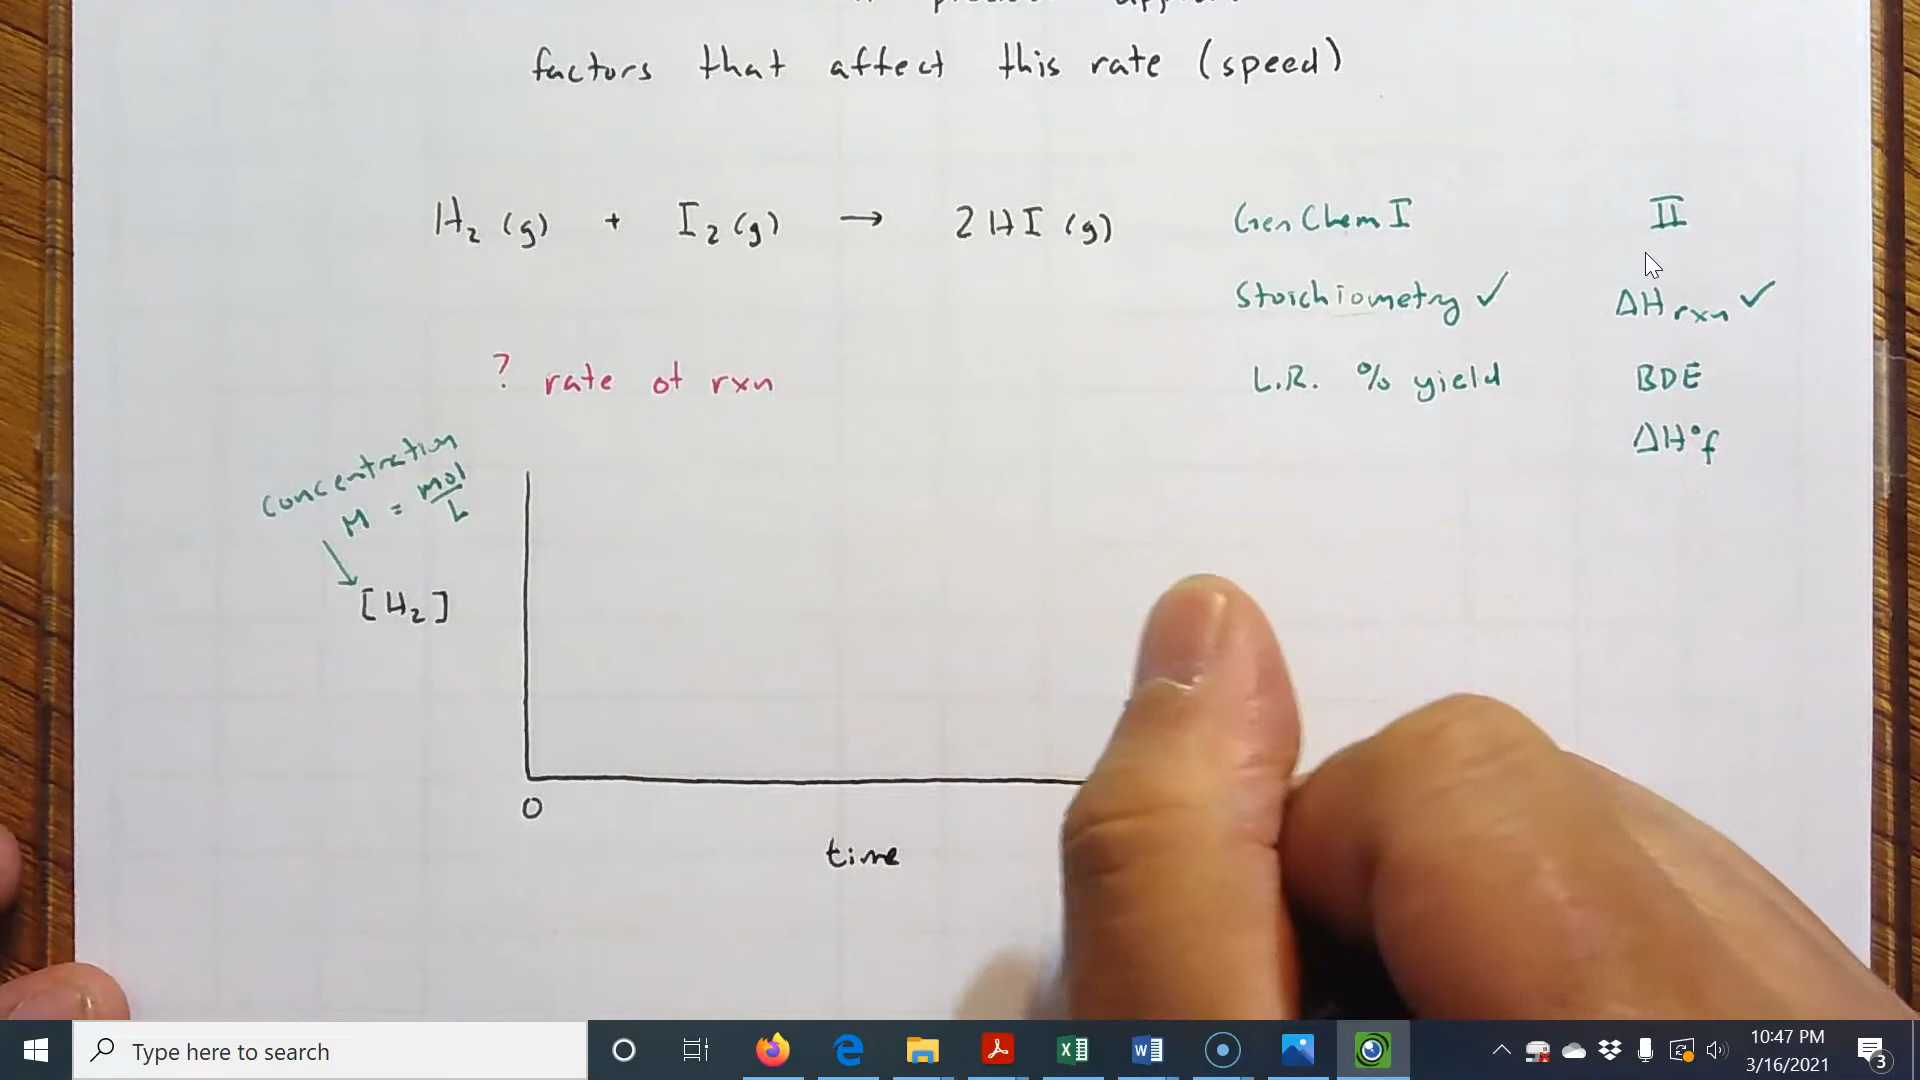 factors that affect this rate (speed)
H₂ (g) + I₂ (g) → 2 HI (g)
Gen Chem I
II
Stoichiometry ✓
ΔH rxn ✓
? rate of rxn
L.R. % yield
BDE
ΔH°f
concentration
M = mol/L
[H₂]
0
time
Type here to search
10:47 PM
3/16/2021
3